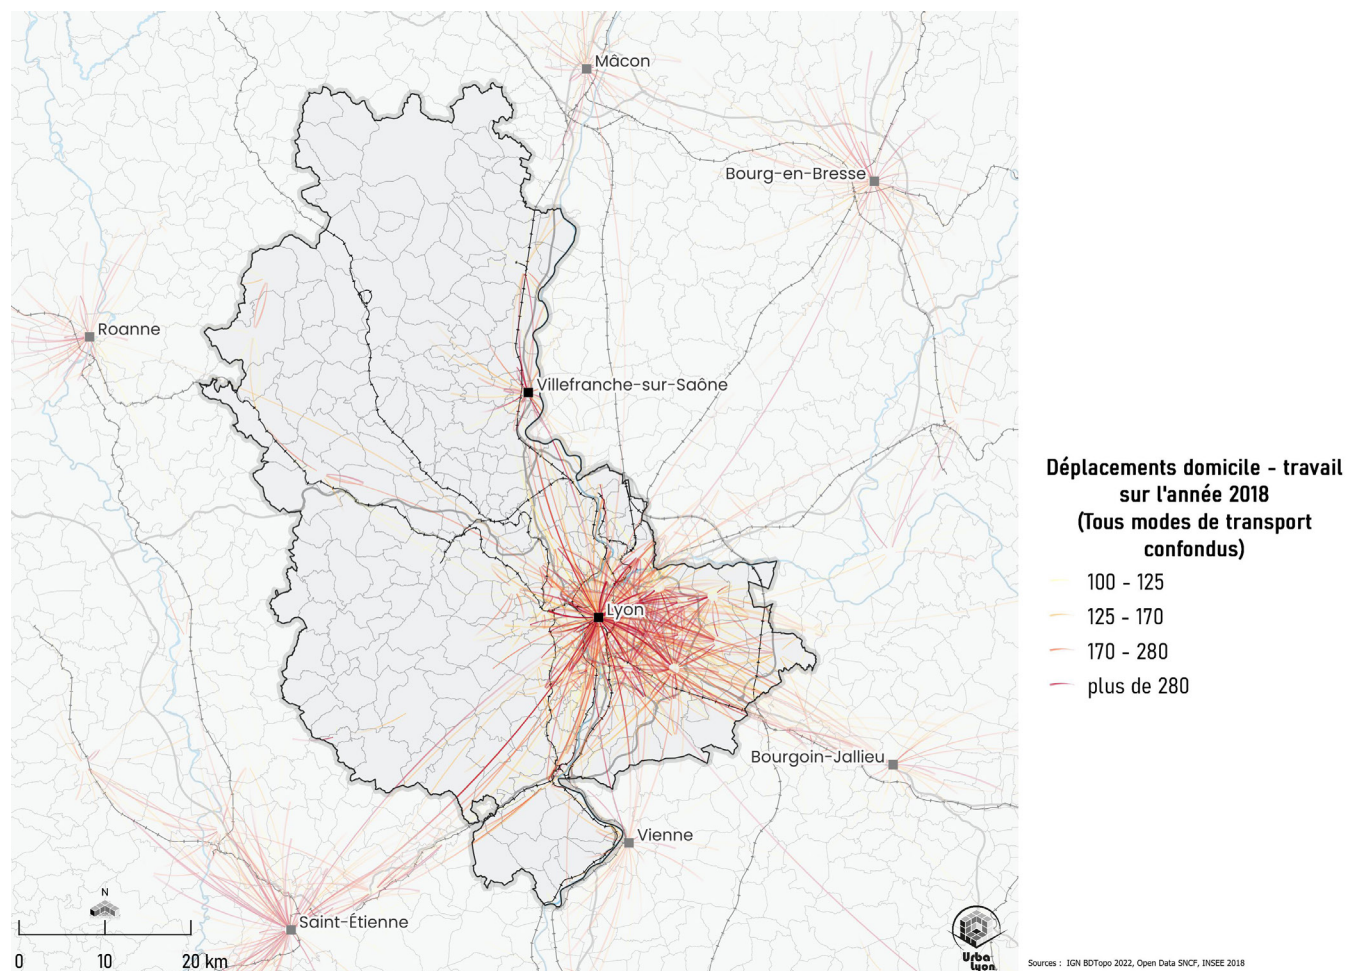 Mâcon
Bourg-en-Bresse
Roanne
Villefranche-sur-Saône
Lyon
Bourgoin-Jallieu
Vienne
Saint-Étienne
N
0 10 20 km
Urba
Lyon
Déplacements domicile - travail
sur l'année 2018
(Tous modes de transport
confondus)
100 - 125
125 - 170
170 - 280
plus de 280
Sources : IGN BDTopo 2022, Open Data SNCF, INSEE 2018